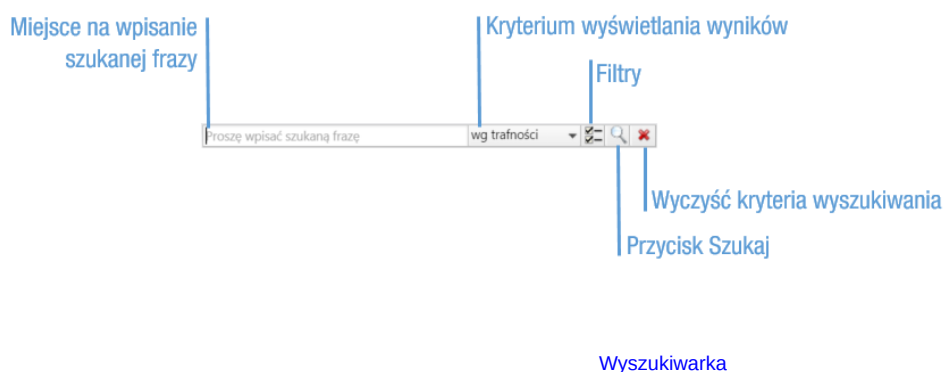 Miejsce na wpisanie
szukanej frazy
Kryterium wyświetlania wyników
Filtry
Proszę wpisać szukaną frazę
wg trafności
Wyczyść kryteria wyszukiwania
Przycisk Szukaj
Wyszukiwarka